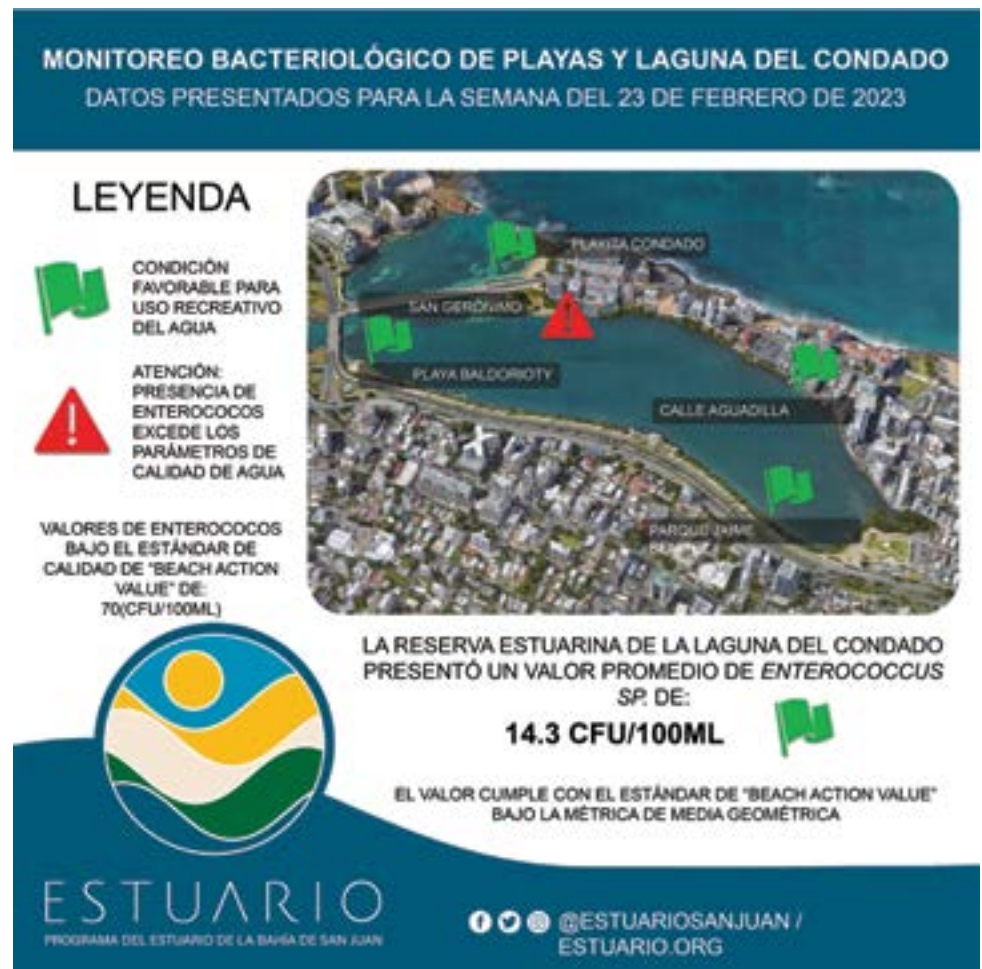 MONITOREO BACTERIOLÓGICO DE PLAYAS Y LAGUNA DEL CONDADO
DATOS PRESENTADOS PARA LA SEMANA DEL 23 DE FEBRERO DE 2023
LEYENDA
CONDICIÓN
FAVORABLE PARA
USO RECREATIVO
DEL AGUA
ATENCIÓN:
PRESENCIA DE
ENTEROCOCOS
EXCEDE LOS
PARÁMETROS DE
CALIDAD DE AGUA
VALORES DE ENTEROCOCOS
BAJO EL ESTÁNDAR DE
CALIDAD DE "BEACH ACTION
VALUE" DE:
70(CFU/100ML)
PLAYITA CONDADO
SAN GERÓNIMO
PLAYA BALDORIOTY
CALLE AGUADILLA
PARQUE JAIME
LA RESERVA ESTUARINA DE LA LAGUNA DEL CONDADO
PRESENTÓ UN VALOR PROMEDIO DE ENTEROCOCCUS
SP. DE:
14.3 CFU/100ML
EL VALOR CUMPLE CON EL ESTÁNDAR DE "BEACH ACTION VALUE"
BAJO LA MÉTRICA DE MEDIA GEOMÉTRICA
ESTUARIO
PROGRAMA DEL ESTUARIO DE LA BAHÍA DE SAN JUAN
@ESTUARIOSANJUAN /
ESTUARIO.ORG